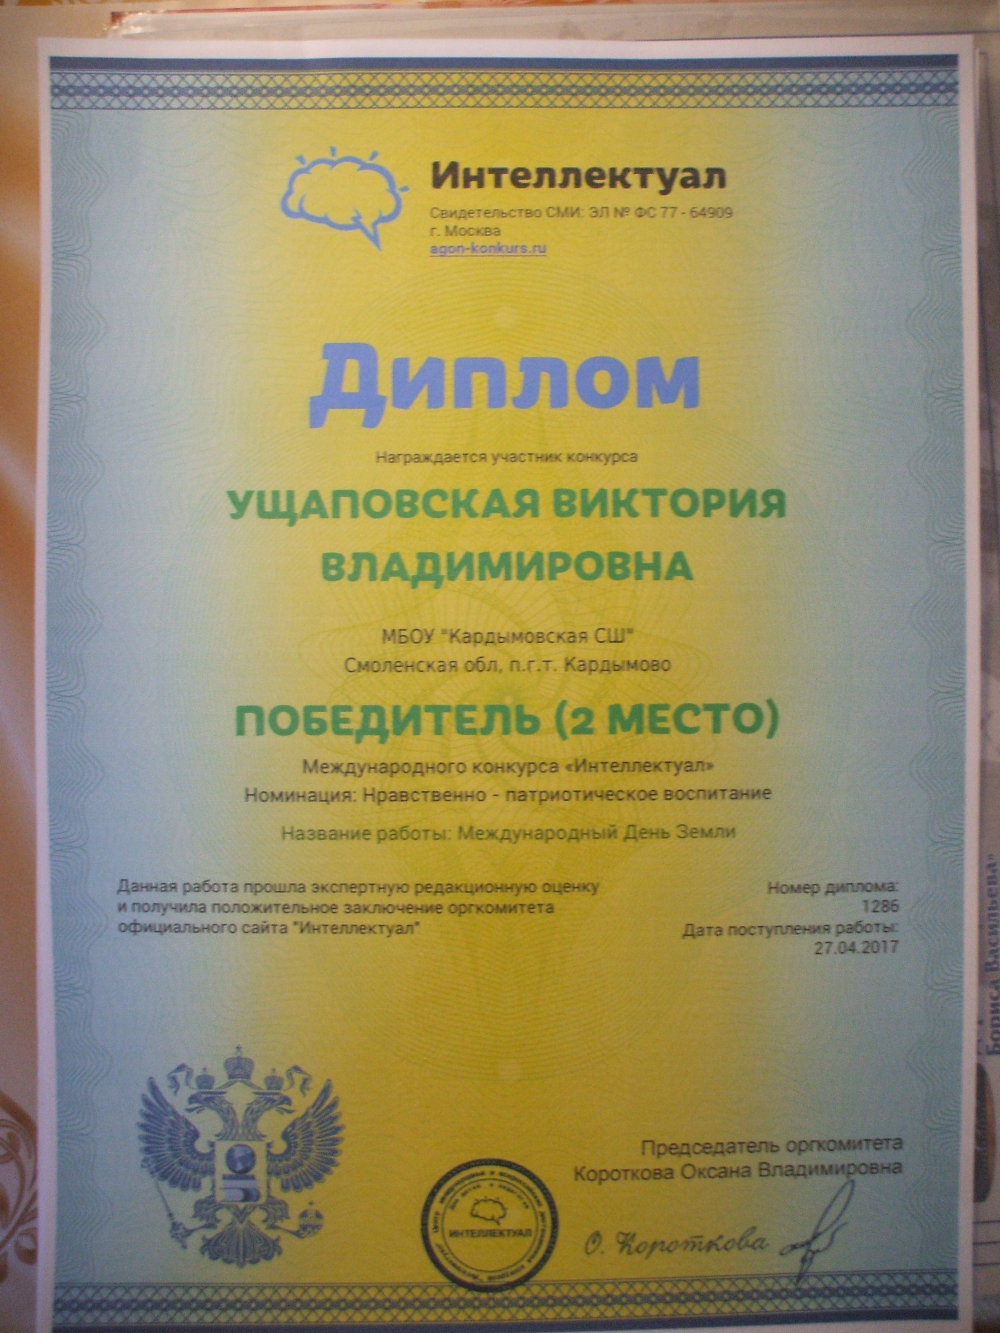 Интеллектуал
Свидетельство СМИ: ЭЛ № ФС 77 - 64909
г. Москва
agon-konkurs.ru
Диплом
Награждается участник конкурса
УЩАПОВСКАЯ ВИКТОРИЯ
ВЛАДИМИРОВНА
МБОУ "Кардымовская СШ"
Смоленская обл, п.г.т. Кардымово
ПОБЕДИТЕЛЬ (2 МЕСТО)
Международного конкурса «Интеллектуал»
Номинация: Нравственно - патриотическое воспитание
Название работы: Международный День Земли
Данная работа прошла экспертную редакционную оценку
и получила положительное заключение оргкомитета
официального сайта "Интеллектуал"
Номер диплома:
1286
Дата поступления работы:
27.04.2017
Председатель оргкомитета
Короткова Оксана Владимировна
О. Короткова
ИНТЕЛЛЕКТУАЛ
Бориса Васильева»